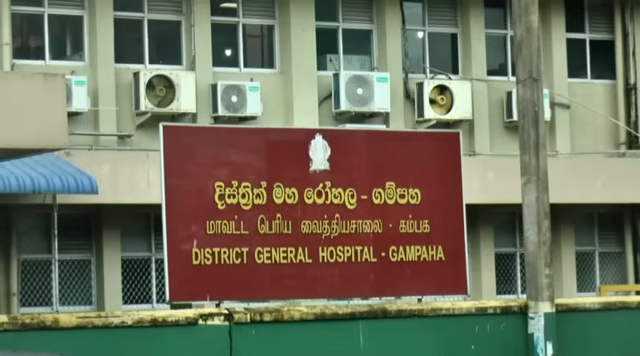 දිස්ත්‍රික් මහ රෝහල - ගම්පහ
மாவட்ட பெரிய வைத்தியசாலை - கம்பக
DISTRICT GENERAL HOSPITAL - GAMPAHA